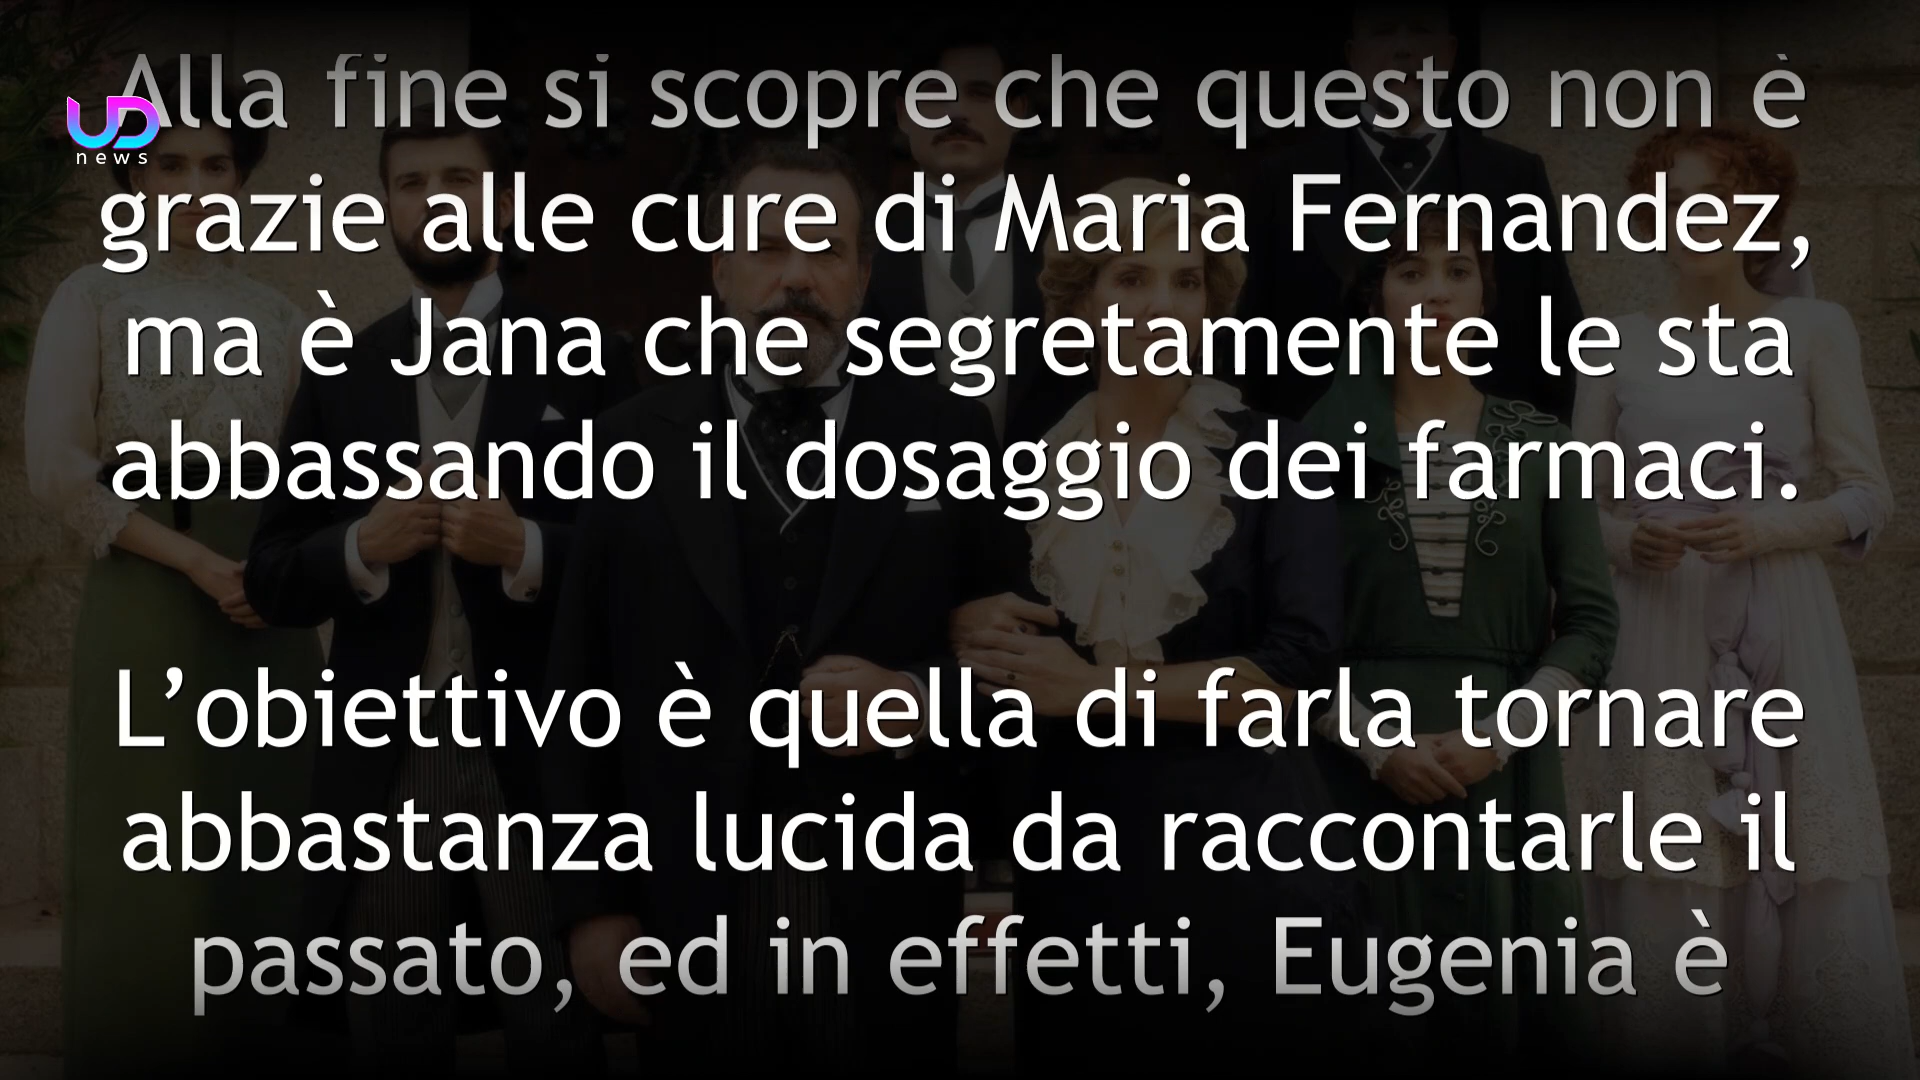 Alla fine si scopre che questo non è
UD
news
grazie alle cure di Maria Fernandez,
ma è Jana che segretamente le sta
abbassando il dosaggio dei farmaci.
L’obiettivo è quella di farla tornare
abbastanza lucida da raccontarle il
passato, ed in effetti, Eugenia è